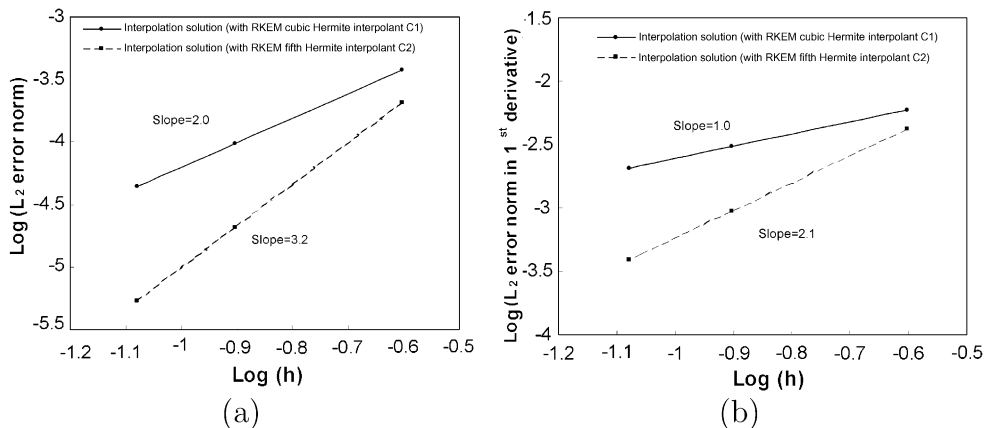 -3
-3.5
-4
-4.5
-5
-5.5
-1.2
-1.1
-1
-0.9
-0.8
-0.7
-0.6
-0.5
Log (L2 error norm)
Log (h)
Interpolation solution (with RKEM cubic Hermite interpolant C1)
Interpolation solution (with RKEM fifth Hermite interpolant C2)
Slope=2.0
Slope=3.2
(a)
-1.5
-2
-2.5
-3
-3.5
-4
-1.2
-1.1
-1
-0.9
-0.8
-0.7
-0.6
-0.5
Log (L2 error norm in 1 st derivative)
Log (h)
Interpolation solution (with RKEM cubic Hermite interpolant C1)
Interpolation solution (with RKEM fifth Hermite interpolant C2)
Slope=1.0
Slope=2.1
(b)